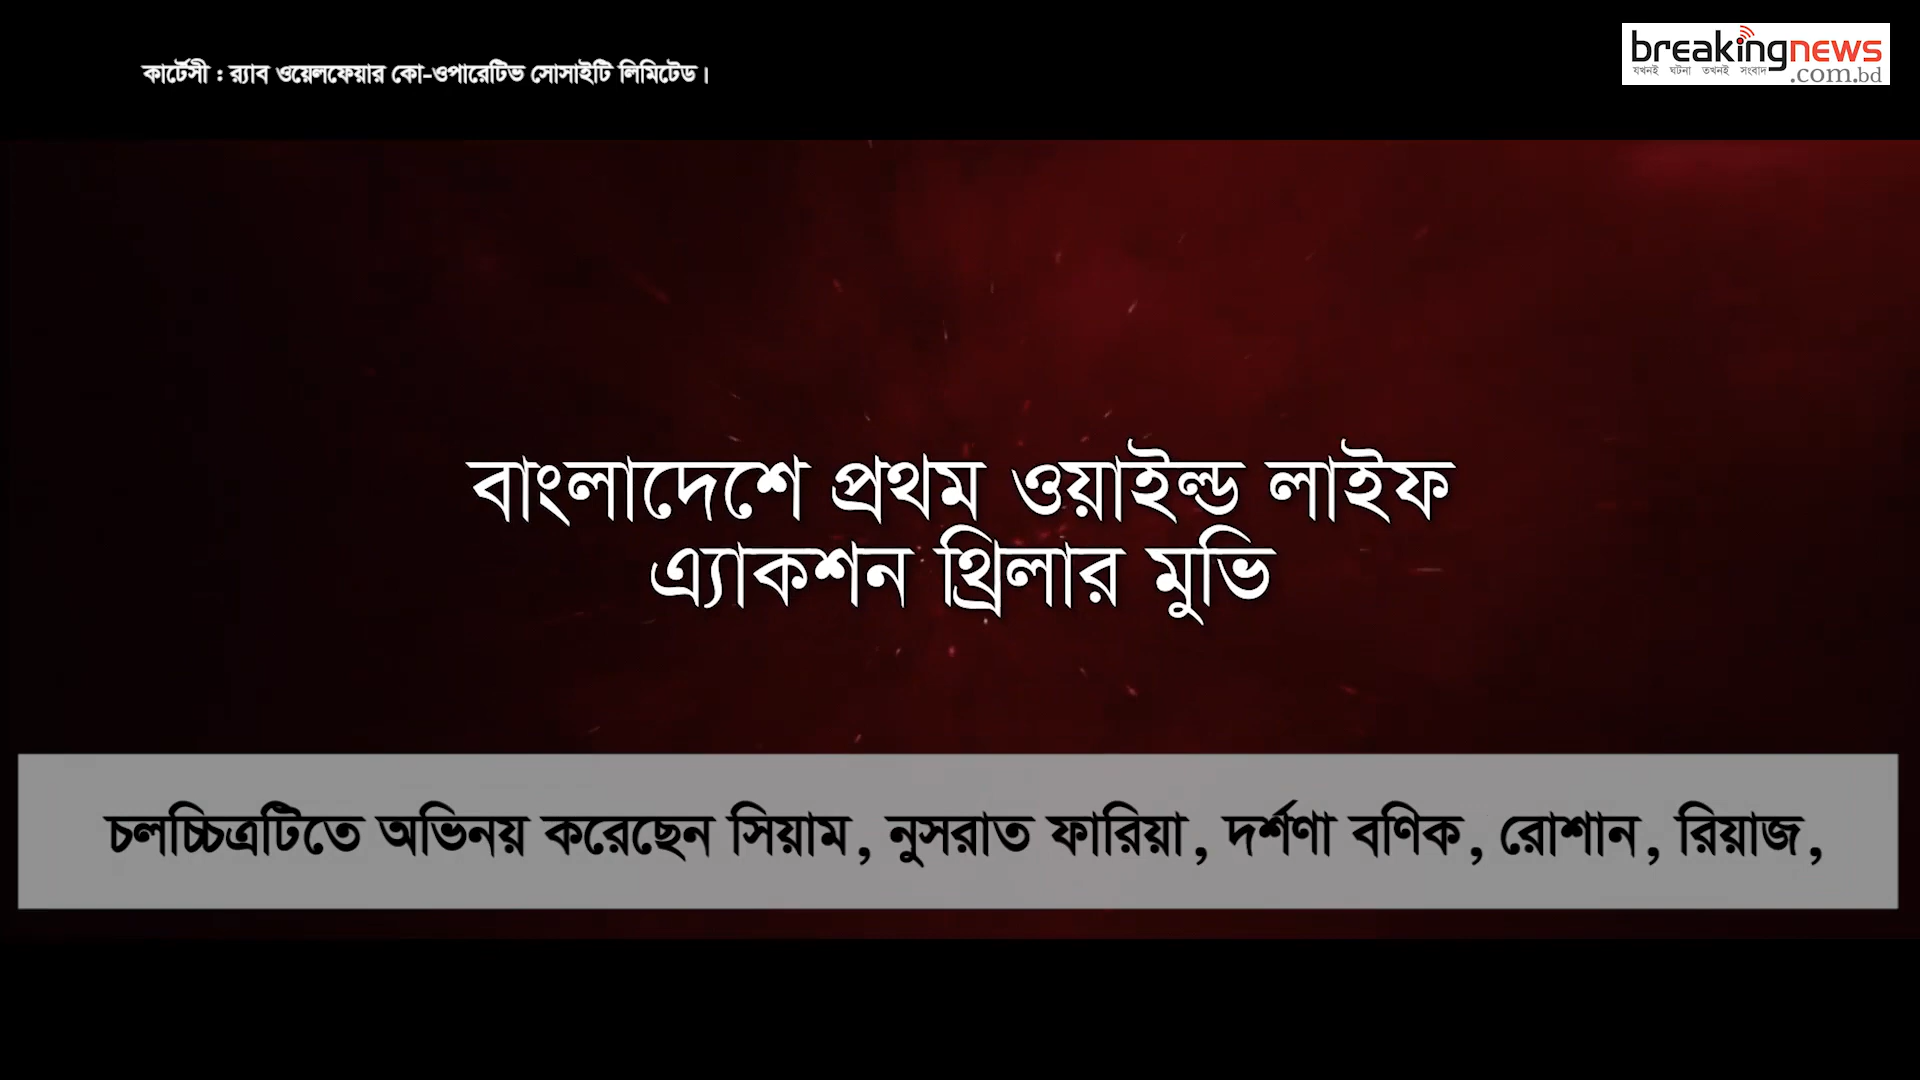 কার্টেসী : র‍্যাব ওয়েলফেয়ার কো-ওপারেটিভ সোসাইটি লিমিটেড।
breakingnews
যখনই ঘটনা তখনই সংবাদ
.com.bd
বাংলাদেশে প্রথম ওয়াইল্ড লাইফ
এ্যাকশন থ্রিলার মুভি
চলচ্চিত্রটিতে অভিনয় করেছেন সিয়াম, নুসরাত ফারিয়া, দর্শণা বণিক, রোশান, রিয়াজ,